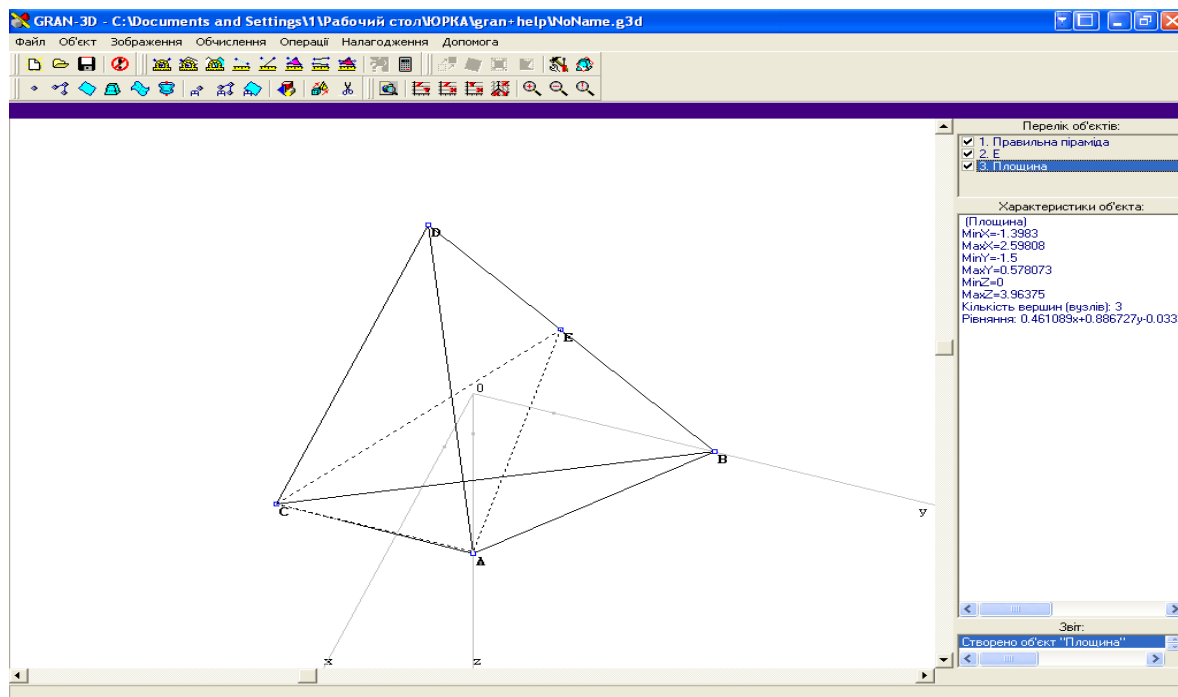 GRAN-3D - C:\Documents and Settings\1\Рабочий стол\ЮРКА\gran+help\NoName.g3d
Файл Об'єкт Зображення Обчислення Операції Налагодження Допомога
Перелік об'єктів:
1. Правильна піраміда
2. E
3. Площина
Характеристики об'єкта:
(Площина)
MinX=-1.3983
MaxX=2.59808
MinY=-1.5
MaxY=0.578073
MinZ=0
MaxZ=3.96375
Кількість вершин (вузлів): 3
Рівняння: 0.461089x+0.886727y-0.033
D
E
0
B
C
y
A
x
z
Звіт:
Створено об'єкт "Площина"